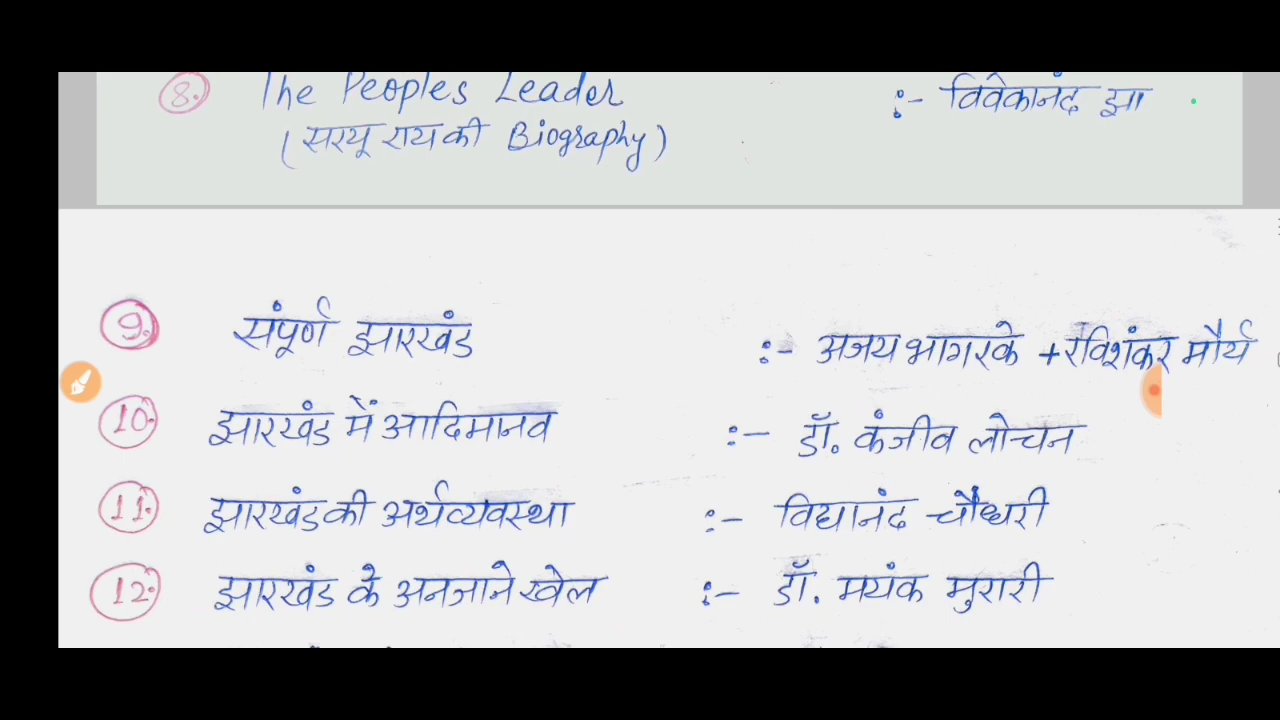 8. The Peoples Leader :- विवेकानंद झा
(सरयू राय की Biography)
9. संपूर्ण झारखंड :- अजय भागरके + रविशंकर मौर्य
10. झारखंड में आदिमानव :- डॉ. कंजीव लोचन
11. झारखंड की अर्थव्यवस्था :- विद्यानंद चौधरी
12. झारखंड के अनजाने खेल :- डॉ. मयंक मुरारी